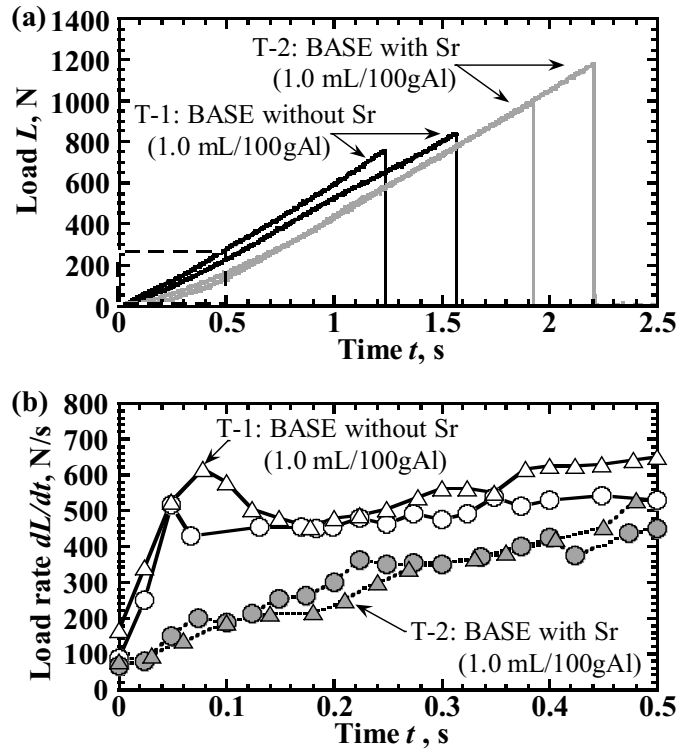 (a)
1400
1200
1000
800
600
400
200
0
Load L, N
T-2: BASE with Sr
(1.0 mL/100gAl)
T-1: BASE without Sr
(1.0 mL/100gAl)
0 0.5 1 1.5 2 2.5
Time t, s
(b)
800
700
600
500
400
300
200
100
0
Load rate dL/dt, N/s
T-1: BASE without Sr
(1.0 mL/100gAl)
T-2: BASE with Sr
(1.0 mL/100gAl)
0 0.1 0.2 0.3 0.4 0.5
Time t , s